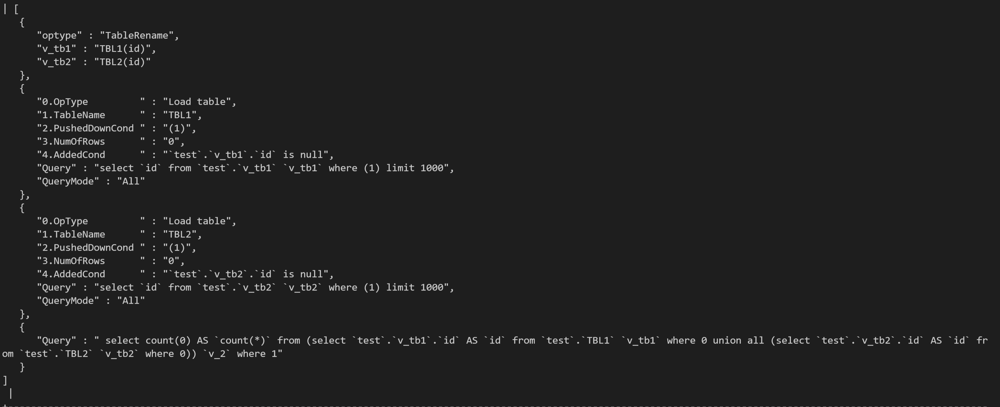 | [
   {
      "optype" : "TableRename",
      "v_tb1" : "TBL1(id)",
      "v_tb2" : "TBL2(id)"
   },
   {
      "0.OpType         " : "Load table",
      "1.TableName      " : "TBL1",
      "2.PushedDownCond " : "(1)",
      "3.NumOfRows      " : "0",
      "4.AddedCond      " : "`test`.`v_tb1`.`id` is null",
      "Query" : "select `id` from `test`.`v_tb1` `v_tb1` where (1) limit 1000",
      "QueryMode" : "All"
   },
   {
      "0.OpType         " : "Load table",
      "1.TableName      " : "TBL2",
      "2.PushedDownCond " : "(1)",
      "3.NumOfRows      " : "0",
      "4.AddedCond      " : "`test`.`v_tb2`.`id` is null",
      "Query" : "select `id` from `test`.`v_tb2` `v_tb2` where (1) limit 1000",
      "QueryMode" : "All"
   },
   {
      "Query" : " select count(0) AS `count(*)` from (select `test`.`v_tb1`.`id` AS `id` from `test`.`TBL1` `v_tb1` where 0 union all (select `test`.`v_tb2`.`id` AS `id` fr
om `test`.`TBL2` `v_tb2` where 0)) `v_2` where 1"
   }
]
 |